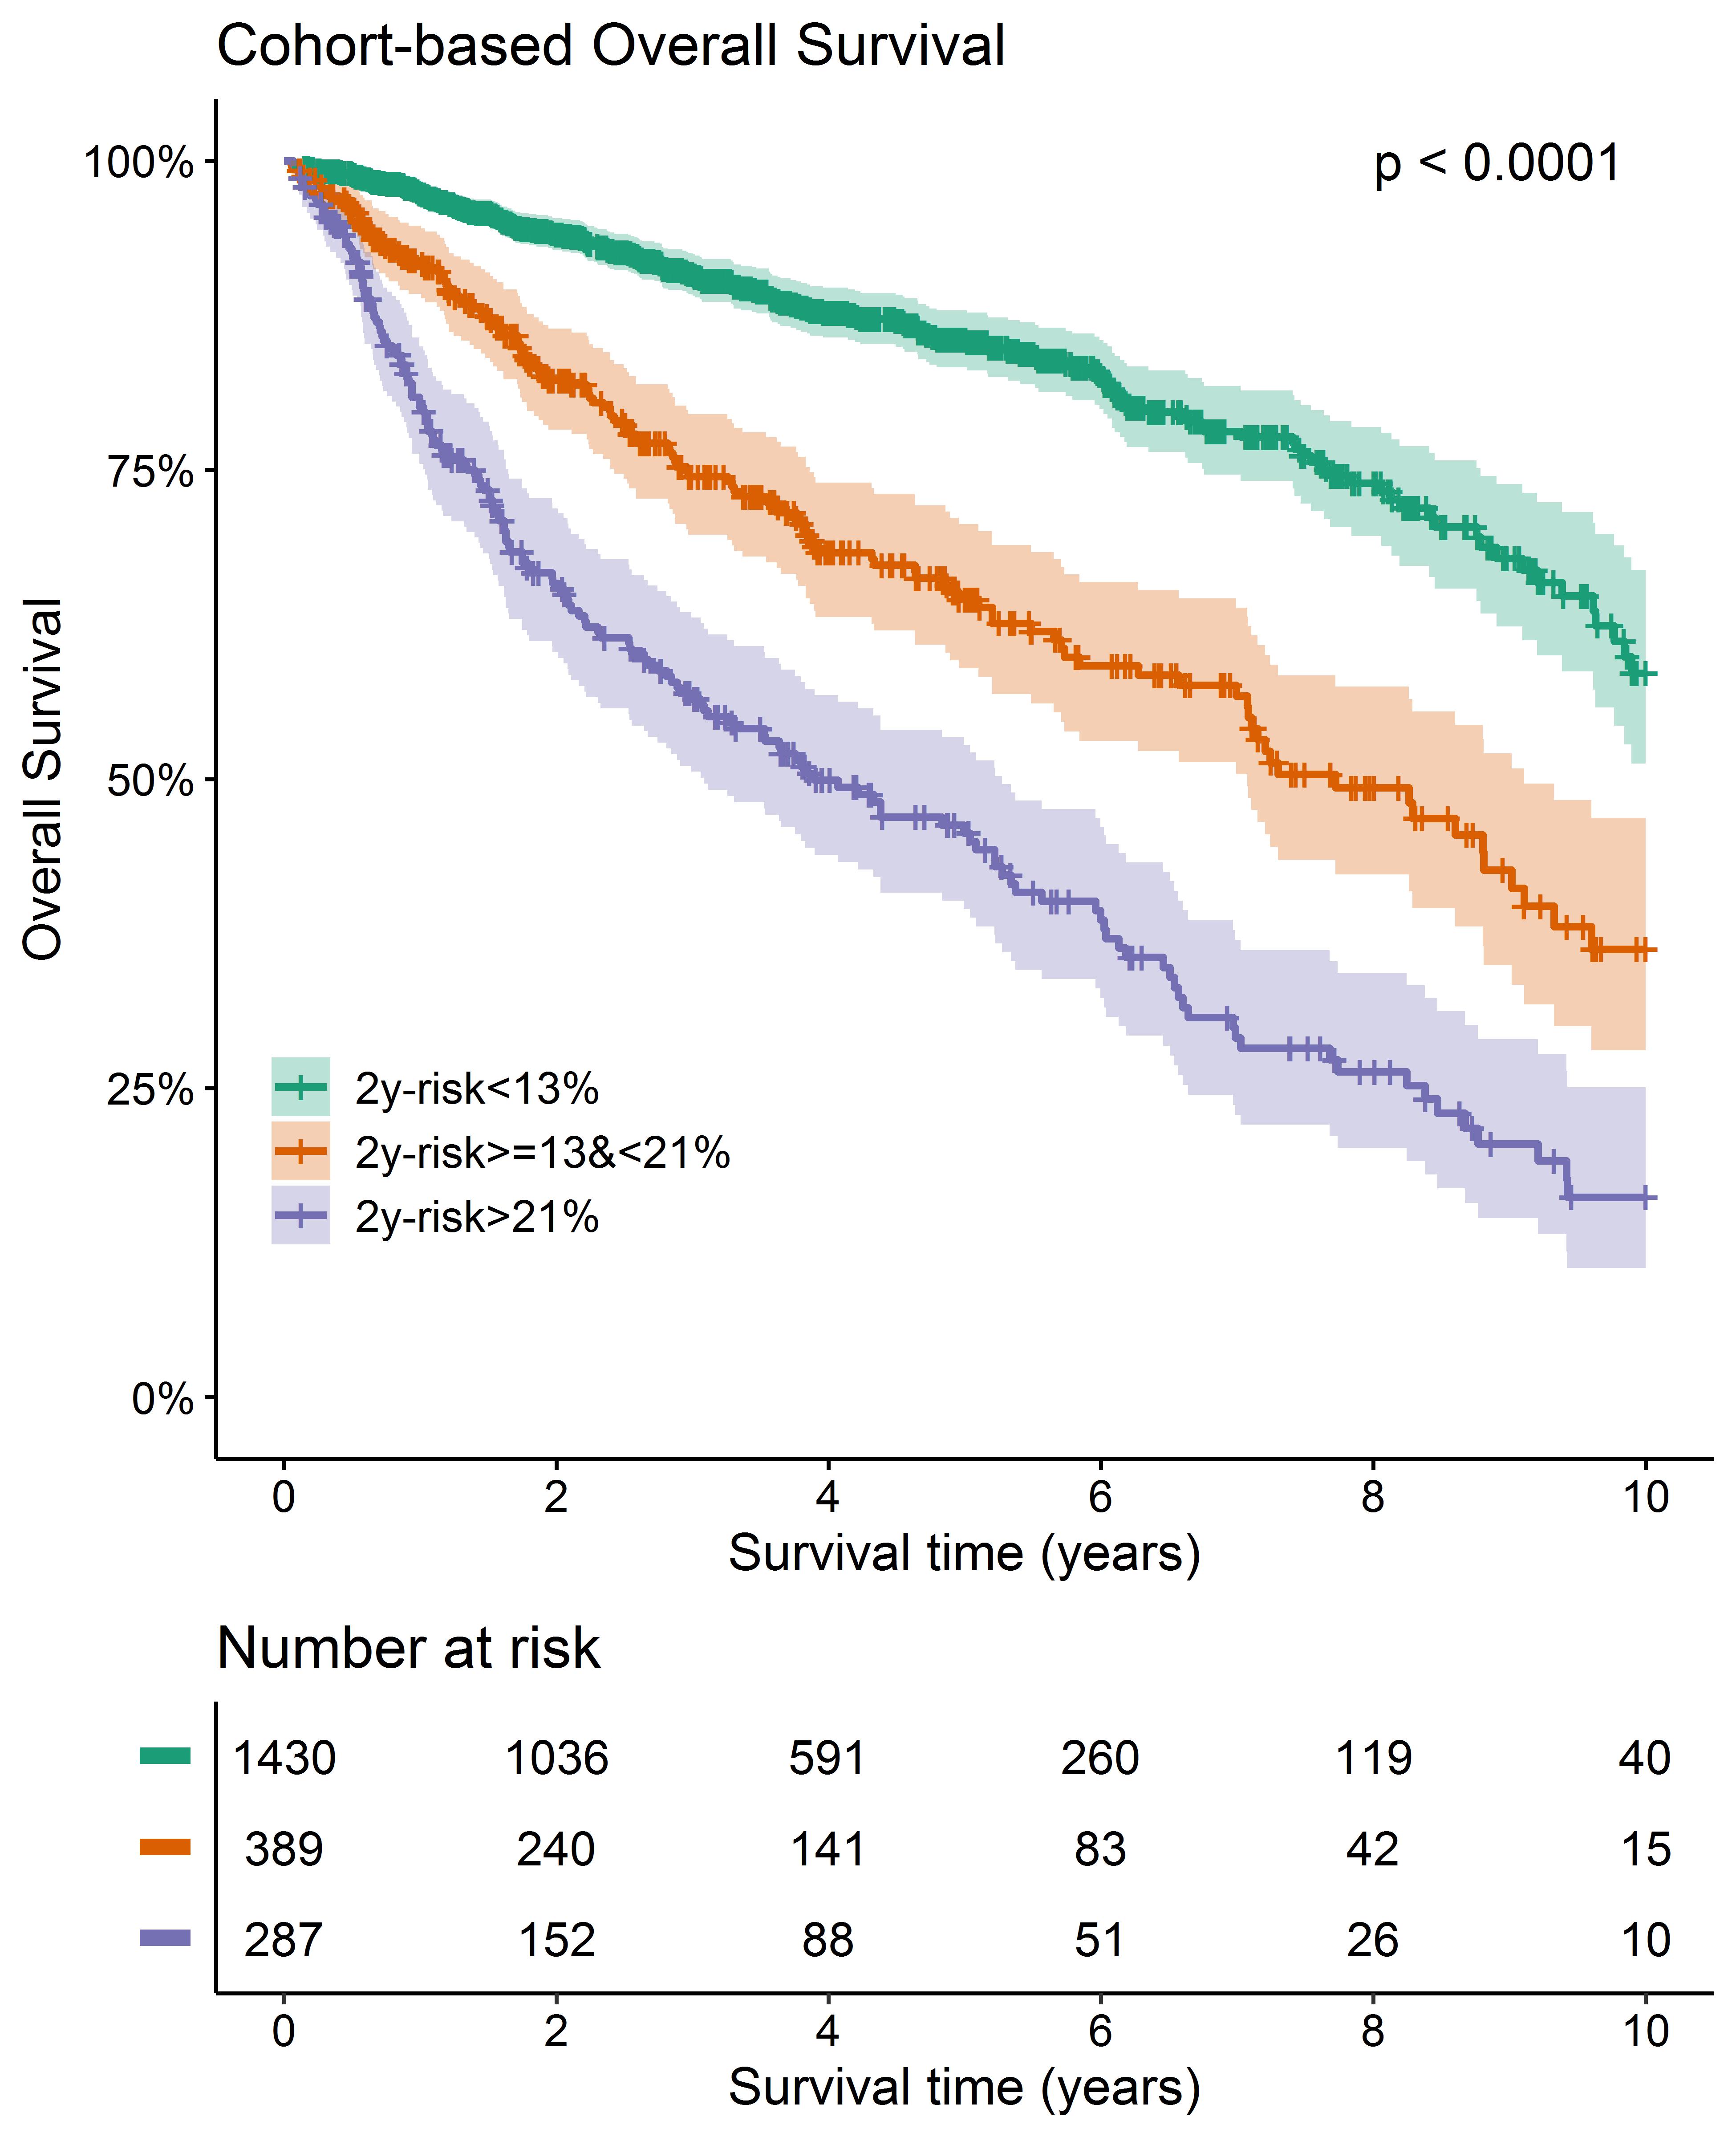 Cohort-based Overall Survival
p < 0.0001
100%
75%
50%
25%
0%
Overall Survival
2y-risk<13%
2y-risk>=13&<21%
2y-risk>21%
0 2 4 6 8 10
Survival time (years)
Number at risk
1430 1036 591 260 119 40
389 240 141 83 42 15
287 152 88 51 26 10
0 2 4 6 8 10
Survival time (years)